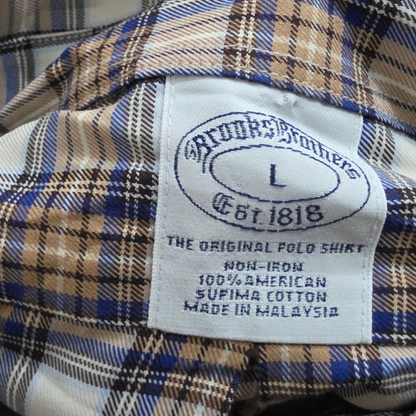 © Brooks Brothers
L
Est. 1818
THE ORIGINAL POLO SHIRT
NON-IRON
100% AMERICAN
SUPIMA COTTON
MADE IN MALAYSIA